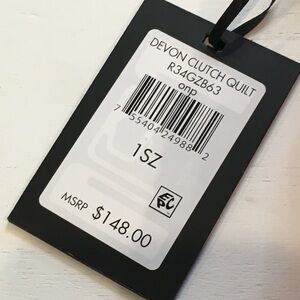 DEVON CLUTCH QUILT
R34GZB63
onp
7 55404 24988 2
1SZ
MSRP $148.00